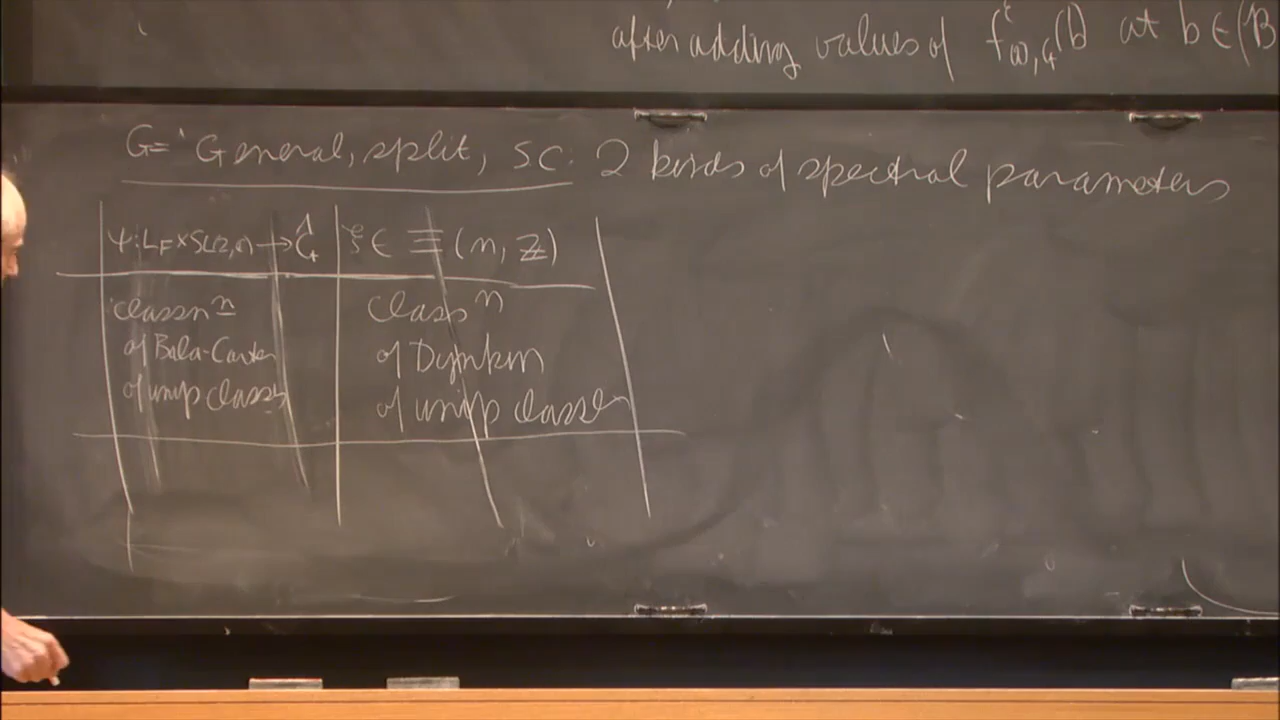 after adding values of f^ξ_{∞,G}(b) at b ∈ (B
G = General, split, SC: 2 kinds of spectral parameters
ψ: L_F × SL(2,C) → Ĝ
ξ ∈ Ξ(n, Z)
classn n
of Bala-Carter
of unip classes
class n
of Dynkin
of unip classes